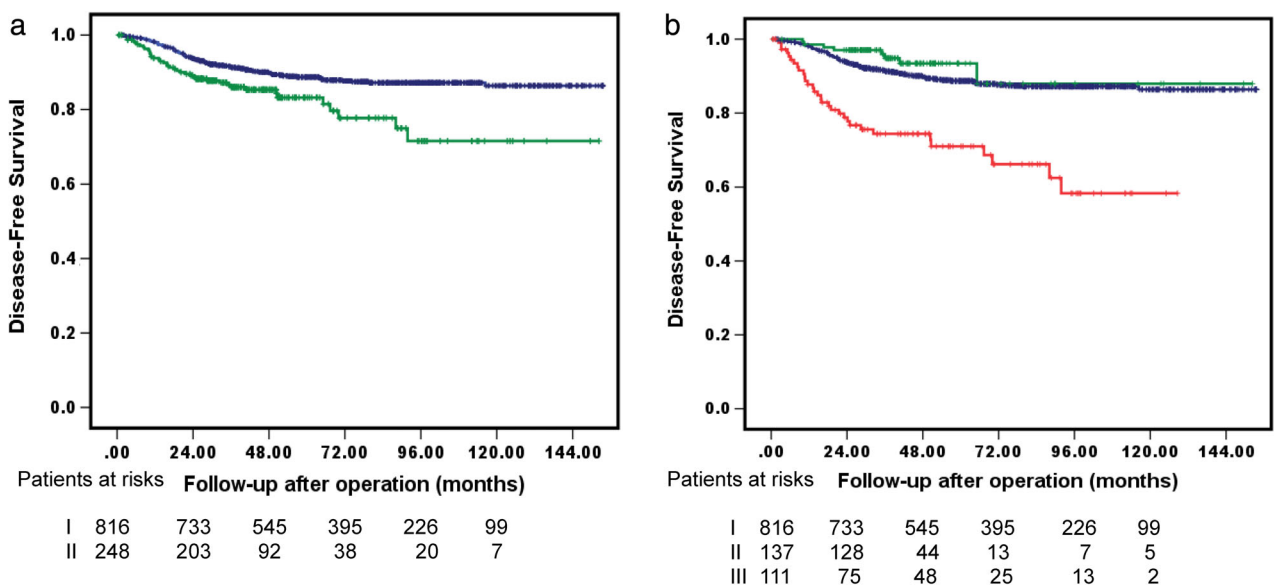 a
Disease-Free Survival
1.0
0.8
0.6
0.4
0.2
0.0
.00 24.00 48.00 72.00 96.00 120.00 144.00
Patients at risks Follow-up after operation (months)
I 816 733 545 395 226 99
II 248 203 92 38 20 7
b
Disease-Free Survival
1.0
0.8
0.6
0.4
0.2
0.0
.00 24.00 48.00 72.00 96.00 120.00 144.00
Patients at risks Follow-up after operation (months)
I 816 733 545 395 226 99
II 137 128 44 13 7 5
III 111 75 48 25 13 2